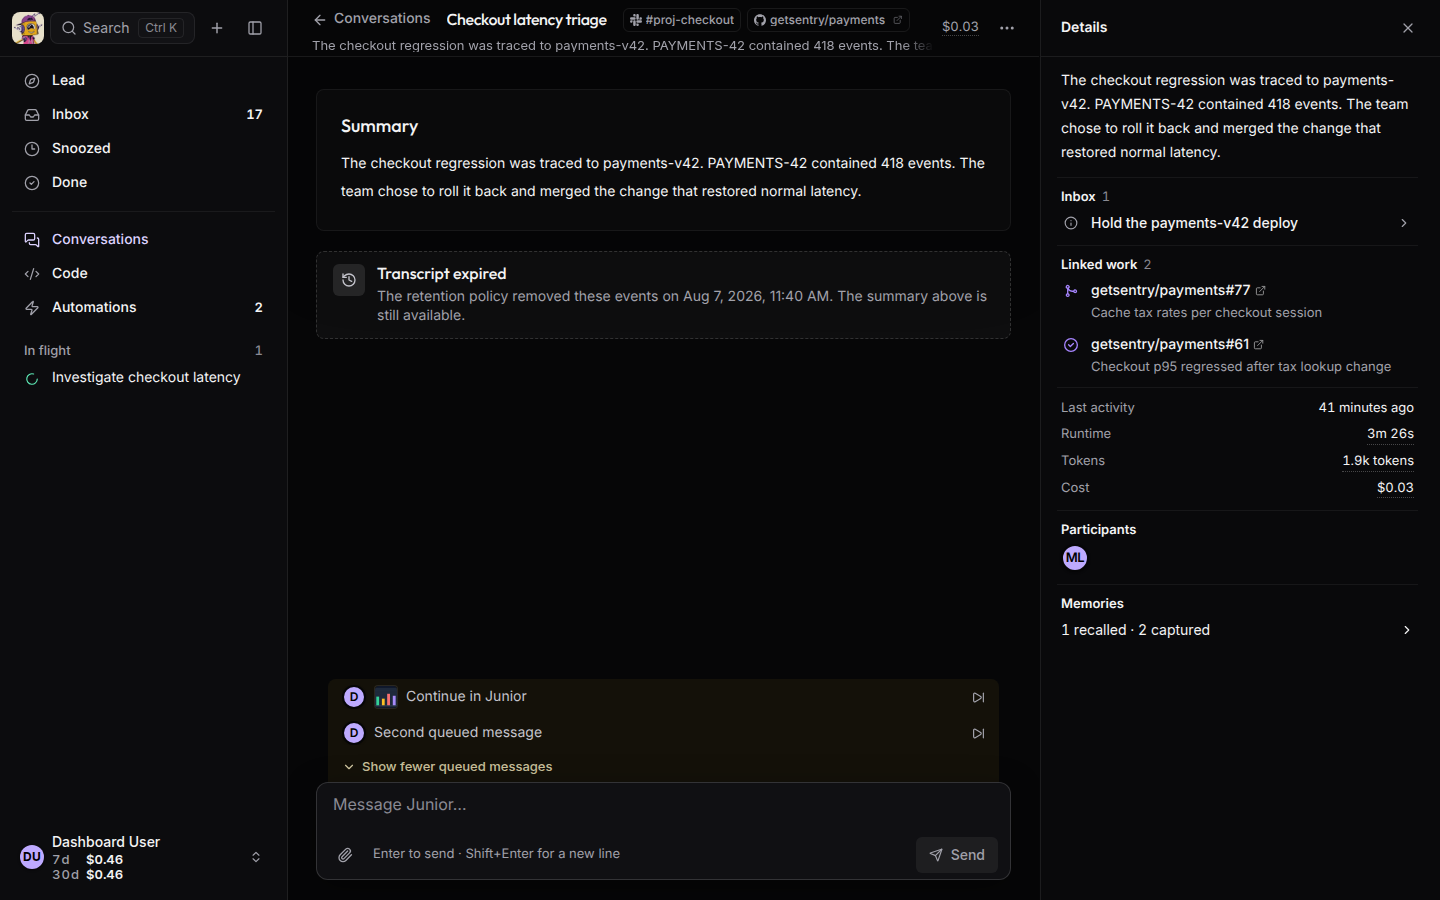 Search Ctrl K
Lead
Inbox 17
Snoozed
Done
Conversations
Code
Automations 2
In flight 1
Investigate checkout latency
DU Dashboard User
7d $0.46
30d $0.46
Conversations Checkout latency triage #proj-checkout getsentry/payments $0.03
The checkout regression was traced to payments-v42. PAYMENTS-42 contained 418 events. The tea
Summary
The checkout regression was traced to payments-v42. PAYMENTS-42 contained 418 events. The
team chose to roll it back and merged the change that restored normal latency.
Transcript expired
The retention policy removed these events on Aug 7, 2026, 11:40 AM. The summary above is
still available.
D Continue in Junior
D Second queued message
Show fewer queued messages
Message Junior...
Enter to send · Shift+Enter for a new line Send
Details
The checkout regression was traced to payments-
v42. PAYMENTS-42 contained 418 events. The team
chose to roll it back and merged the change that
restored normal latency.
Inbox 1
Hold the payments-v42 deploy
Linked work 2
getsentry/payments#77
Cache tax rates per checkout session
getsentry/payments#61
Checkout p95 regressed after tax lookup change
Last activity 41 minutes ago
Runtime 3m 26s
Tokens 1.9k tokens
Cost $0.03
Participants
ML
Memories
1 recalled · 2 captured